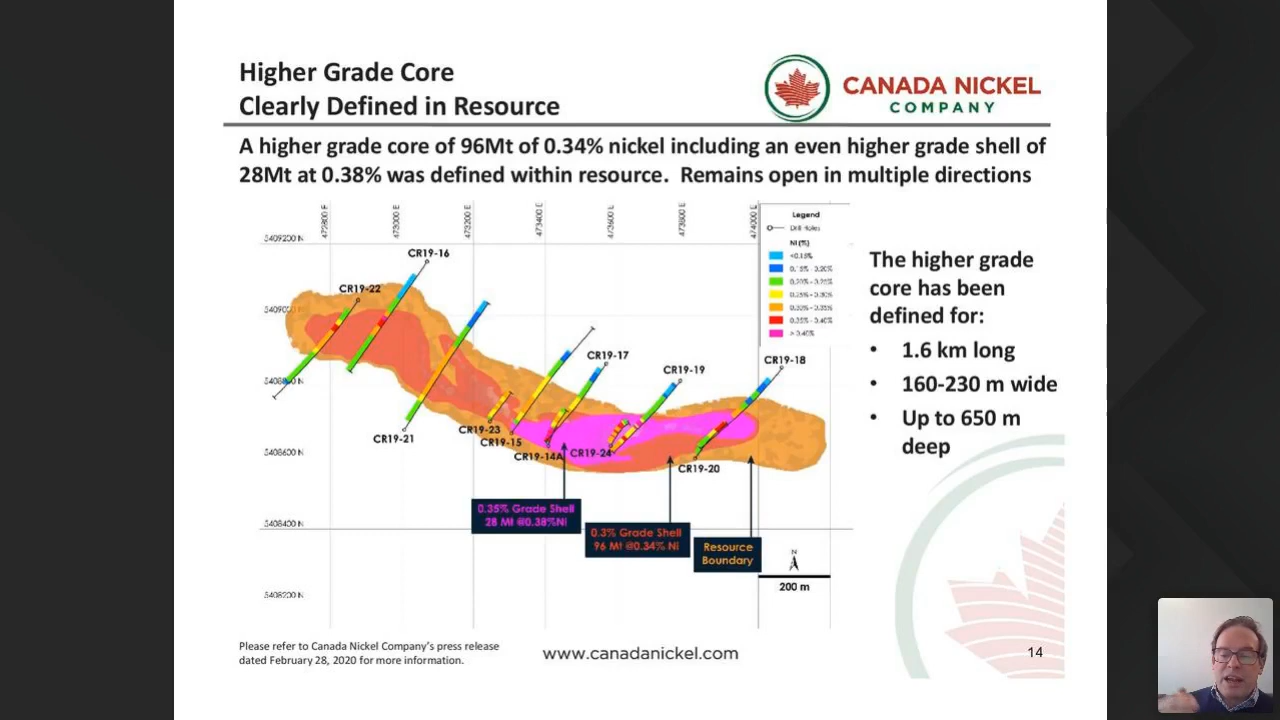 Higher Grade Core
Clearly Defined in Resource
CANADA NICKEL
COMPANY
A higher grade core of 96Mt of 0.34% nickel including an even higher grade shell of
28Mt at 0.38% was defined within resource.  Remains open in multiple directions
473000 E
473200 E
473400 E
473600 E
473800 E
474000 E
Legend
Drill Holes
Ni (%)
<0.15%
0.15% - 0.20%
0.20% - 0.25%
0.25% - 0.30%
0.30% - 0.35%
0.35% - 0.40%
> 0.40%
5409200 N
CR19-16
CR19-22
CR19-17
CR19-19
CR19-18
CR19-21
CR19-23
CR19-15
CR19-14A
CR19-24
CR19-20
5408600 N
5408400 N
5408200 N
0.35% Grade Shell
28 Mt @0.38%Ni
0.3% Grade Shell
96 Mt @0.34% Ni
Resource
Boundary
N
200 m
The higher grade
core has been
defined for:
• 1.6 km long
• 160-230 m wide
• Up to 650 m
deep
Please refer to Canada Nickel Company's press release
dated February 28, 2020 for more information.
www.canadanickel.com
14